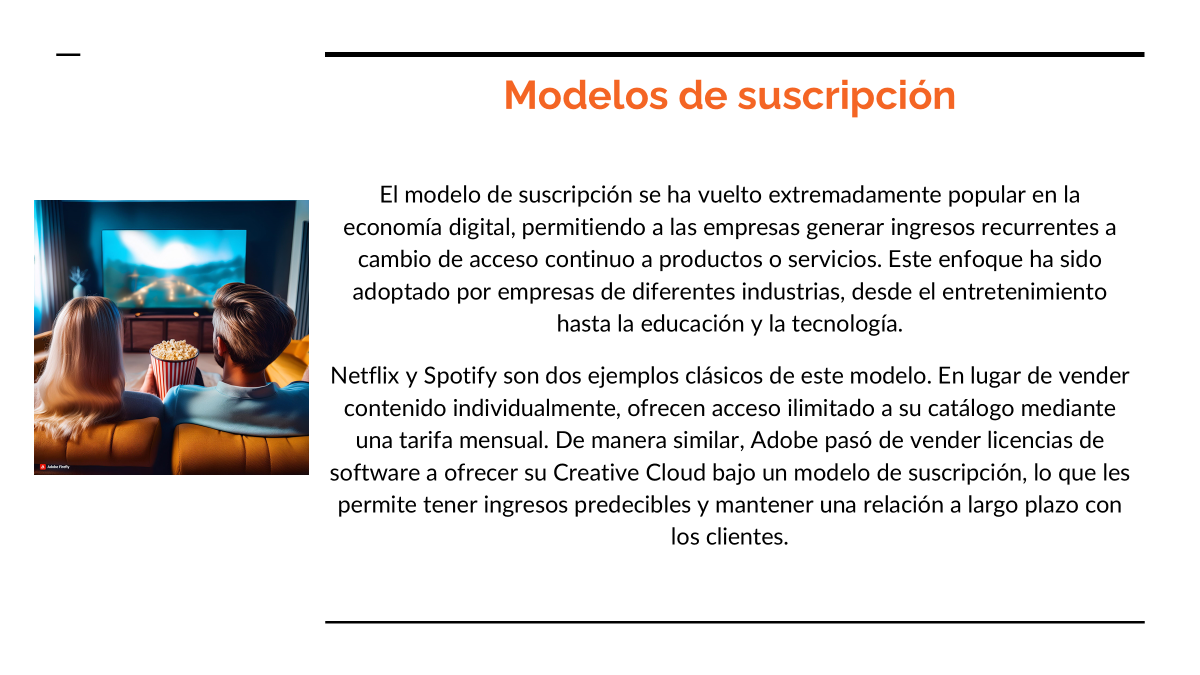 Modelos de suscripción
El modelo de suscripción se ha vuelto extremadamente popular en la
economía digital, permitiendo a las empresas generar ingresos recurrentes a
cambio de acceso continuo a productos o servicios. Este enfoque ha sido
adoptado por empresas de diferentes industrias, desde el entretenimiento
hasta la educación y la tecnología.
Netflix y Spotify son dos ejemplos clásicos de este modelo. En lugar de vender
contenido individualmente, ofrecen acceso ilimitado a su catálogo mediante
una tarifa mensual. De manera similar, Adobe pasó de vender licencias de
software a ofrecer su Creative Cloud bajo un modelo de suscripción, lo que les
permite tener ingresos predecibles y mantener una relación a largo plazo con
los clientes.
Adobe Firefly